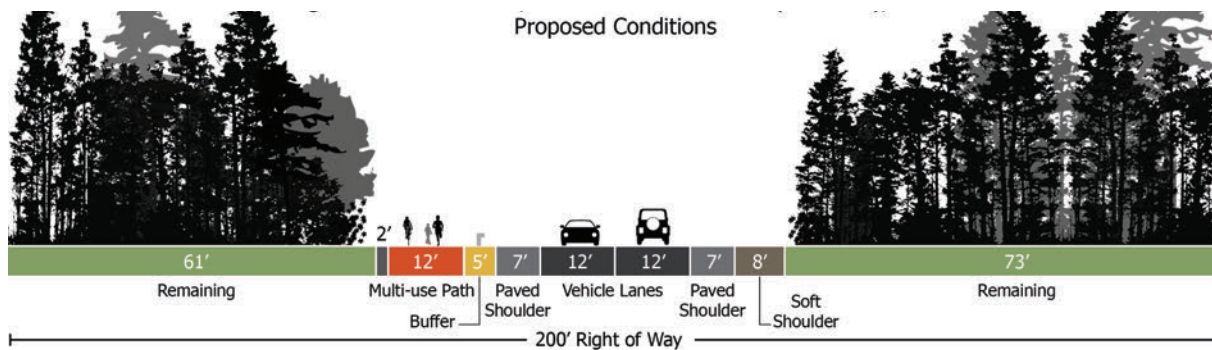 Proposed Conditions
2'
61' 12' 5' 7' 12' 12' 7' 8' 73'
Remaining Multi-use Path Paved Shoulder Vehicle Lanes Paved Shoulder Soft Shoulder Remaining
Buffer
200' Right of Way